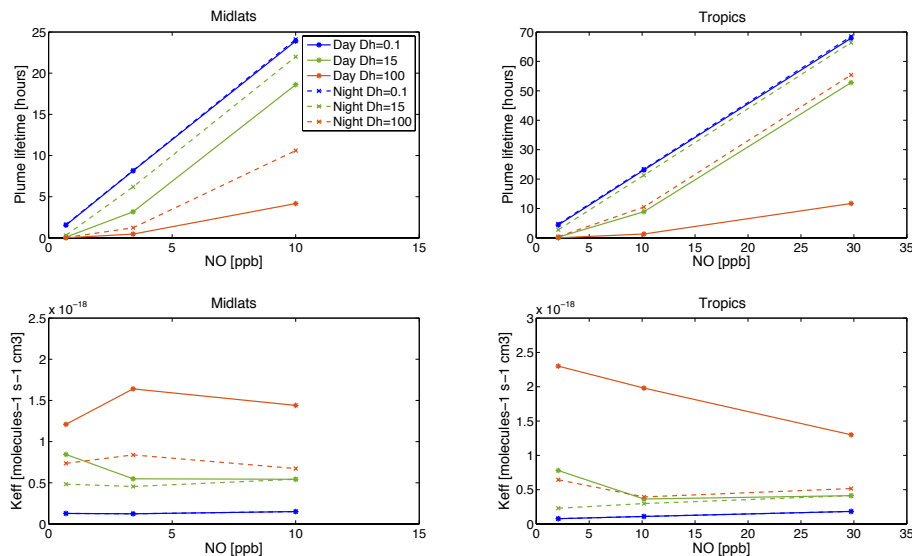 Midlats
25
20
15
10
5
0
Plume lifetime [hours]
0 5 10 15
NO [ppb]
Day Dh=0.1
Day Dh=15
Day Dh=100
Night Dh=0.1
Night Dh=15
Night Dh=100
Tropics
70
60
50
40
30
20
10
0
Plume lifetime [hours]
0 5 10 15 20 25 30 35
NO [ppb]
x 10⁻¹⁸
Midlats
2.5
2
1.5
1
0.5
0
Keff [molecules−1 s−1 cm3]
0 5 10 15
NO [ppb]
x 10⁻¹⁸
Tropics
3
2.5
2
1.5
1
0.5
0
Keff [molecules−1 s−1 cm3]
0 5 10 15 20 25 30 35
NO [ppb]